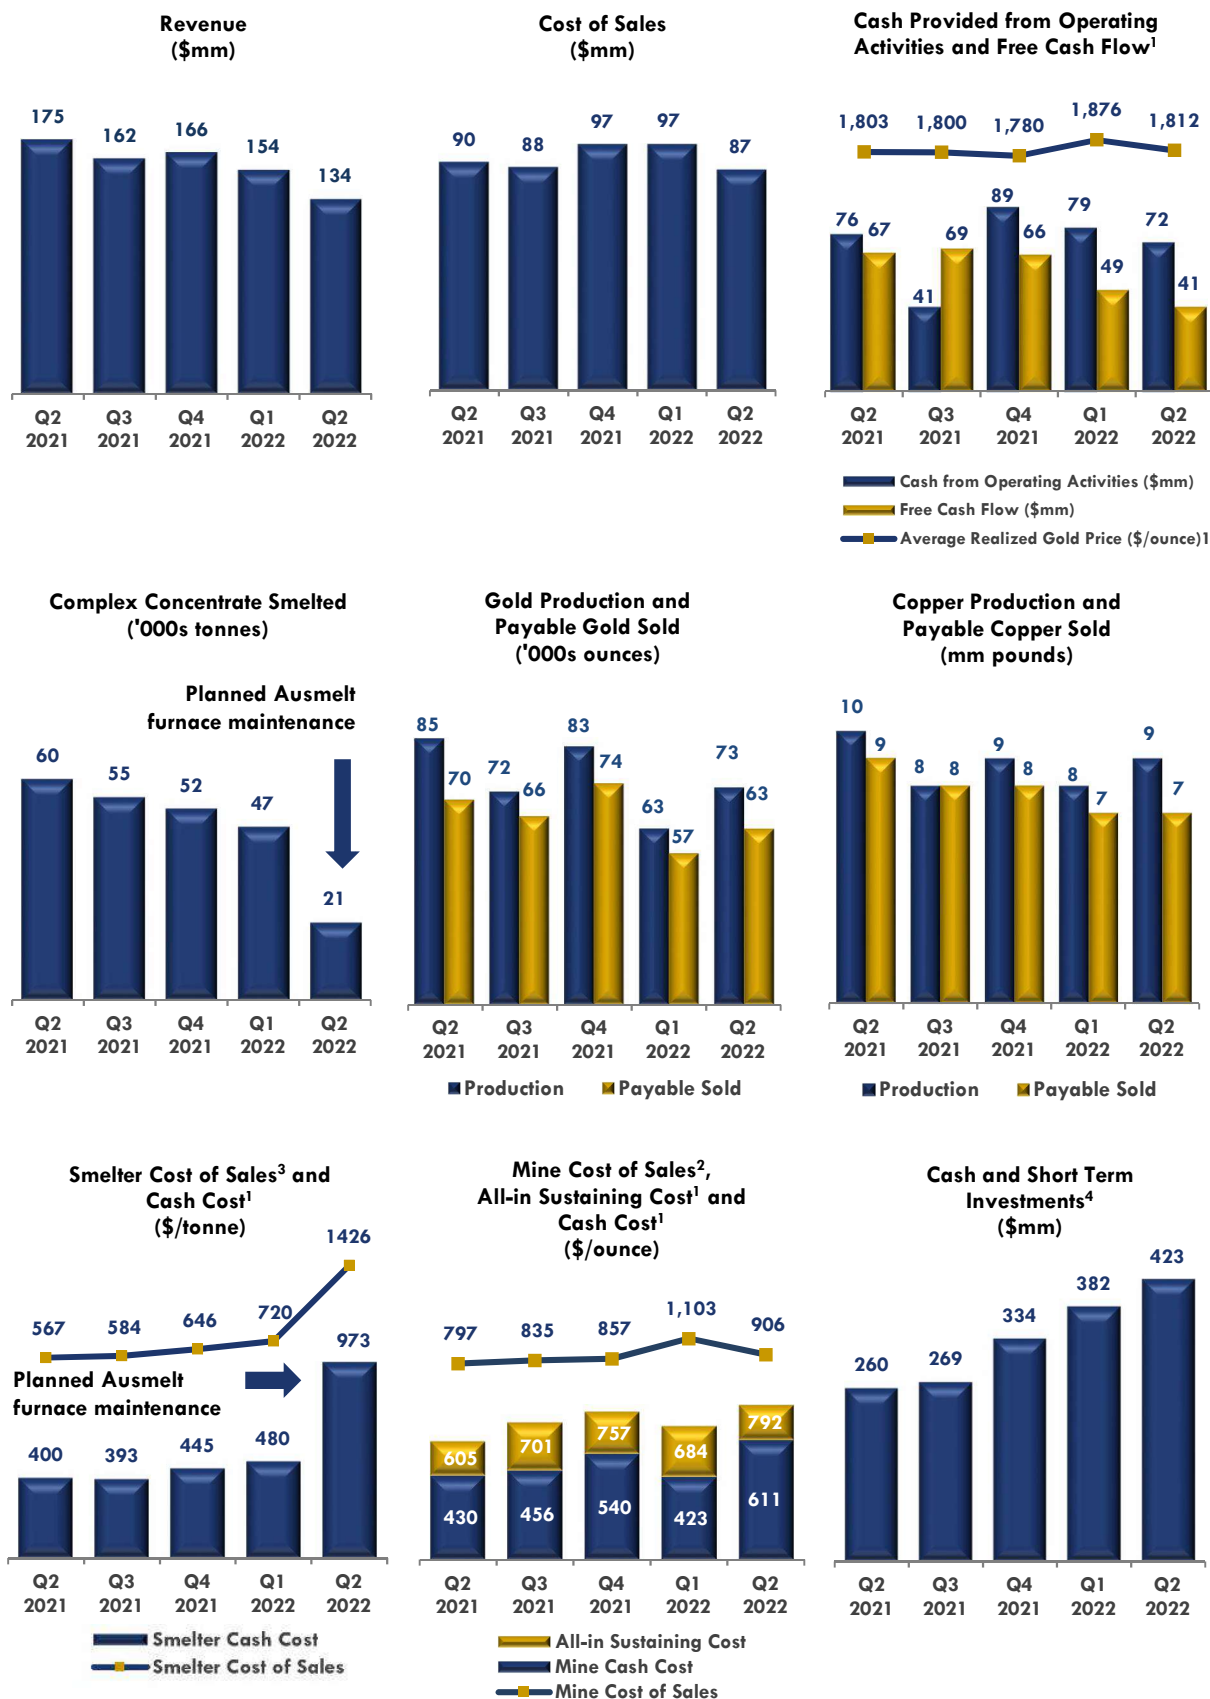 Revenue
($mm)
175
162
166
154
134
Q2
2021
Q3
2021
Q4
2021
Q1
2022
Q2
2022
Cost of Sales
($mm)
90
88
97
97
87
Q2
2021
Q3
2021
Q4
2021
Q1
2022
Q2
2022
Cash Provided from Operating
Activities and Free Cash Flow1
1,803
1,800
1,780
1,876
1,812
76
67
41
69
89
66
79
49
72
41
Q2
2021
Q3
2021
Q4
2021
Q1
2022
Q2
2022
Cash from Operating Activities ($mm)
Free Cash Flow ($mm)
Average Realized Gold Price ($/ounce)1
Complex Concentrate Smelted
('000s tonnes)
Planned Ausmelt
furnace maintenance
60
55
52
47
21
Q2
2021
Q3
2021
Q4
2021
Q1
2022
Q2
2022
Gold Production and
Payable Gold Sold
('000s ounces)
85
70
72
66
83
74
63
57
73
63
Q2
2021
Q3
2021
Q4
2021
Q1
2022
Q2
2022
Production
Payable Sold
Copper Production and
Payable Copper Sold
(mm pounds)
10
9
8
8
9
8
8
7
9
7
Q2
2021
Q3
2021
Q4
2021
Q1
2022
Q2
2022
Production
Payable Sold
Smelter Cost of Sales3 and
Cash Cost1
($/tonne)
567
584
646
720
1426
Planned Ausmelt
furnace maintenance
400
393
445
480
973
Q2
2021
Q3
2021
Q4
2021
Q1
2022
Q2
2022
Smelter Cash Cost
Smelter Cost of Sales
Mine Cost of Sales2,
All-in Sustaining Cost1 and
Cash Cost1
($/ounce)
797
835
857
1,103
906
605
701
757
684
792
430
456
540
423
611
Q2
2021
Q3
2021
Q4
2021
Q1
2022
Q2
2022
All-in Sustaining Cost
Mine Cash Cost
Mine Cost of Sales
Cash and Short Term
Investments4
($mm)
260
269
334
382
423
Q2
2021
Q3
2021
Q4
2021
Q1
2022
Q2
2022